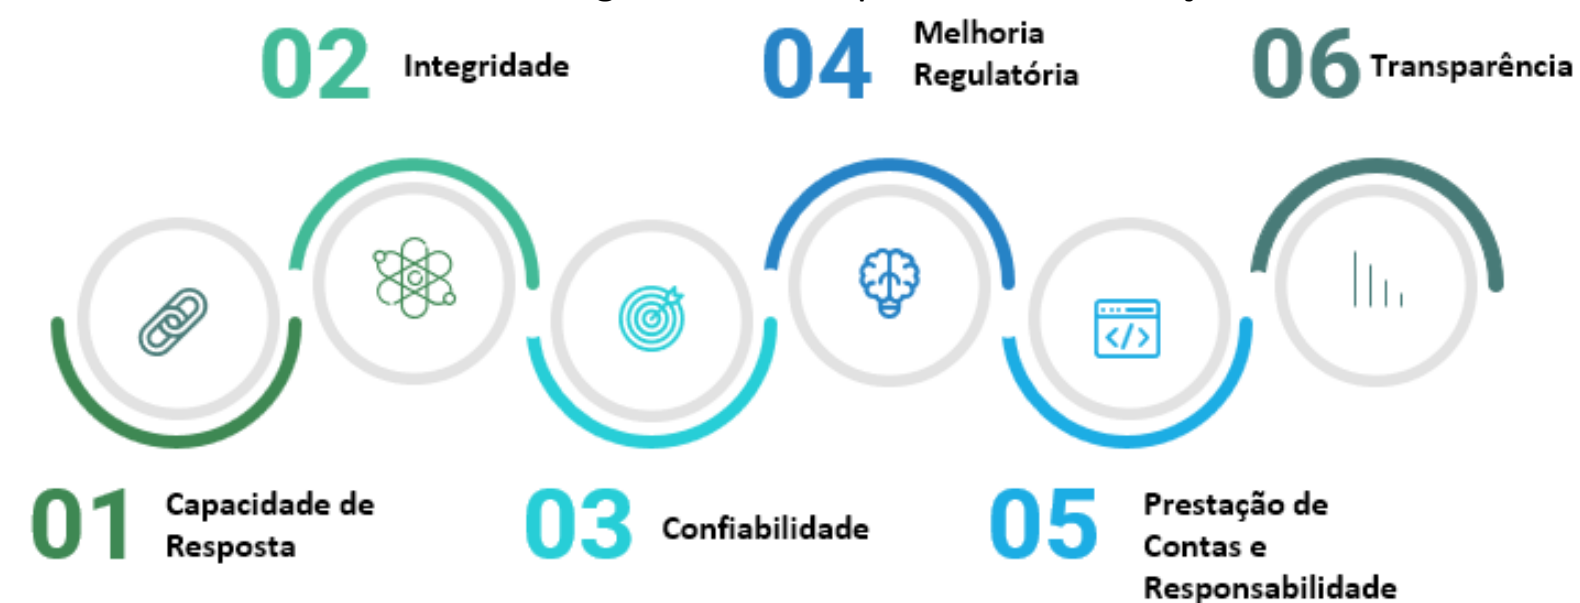 01
Capacidade de
Resposta
02
Integridade
03
Confiabilidade
04
Melhoria
Regulatória
05
Prestação de
Contas e
Responsabilidade
06
Transparência
</>